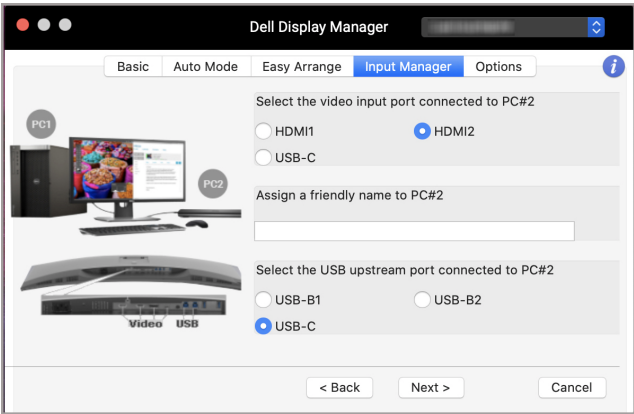 Dell Display Manager
Basic
Auto Mode
Easy Arrange
Input Manager
Options
i
Select the video input port connected to PC#2
HDMI1
HDMI2
USB-C
PC1
PC2
Assign a friendly name to PC#2
Select the USB upstream port connected to PC#2
USB-B1
USB-B2
USB-C
Video
USB
< Back
Next >
Cancel